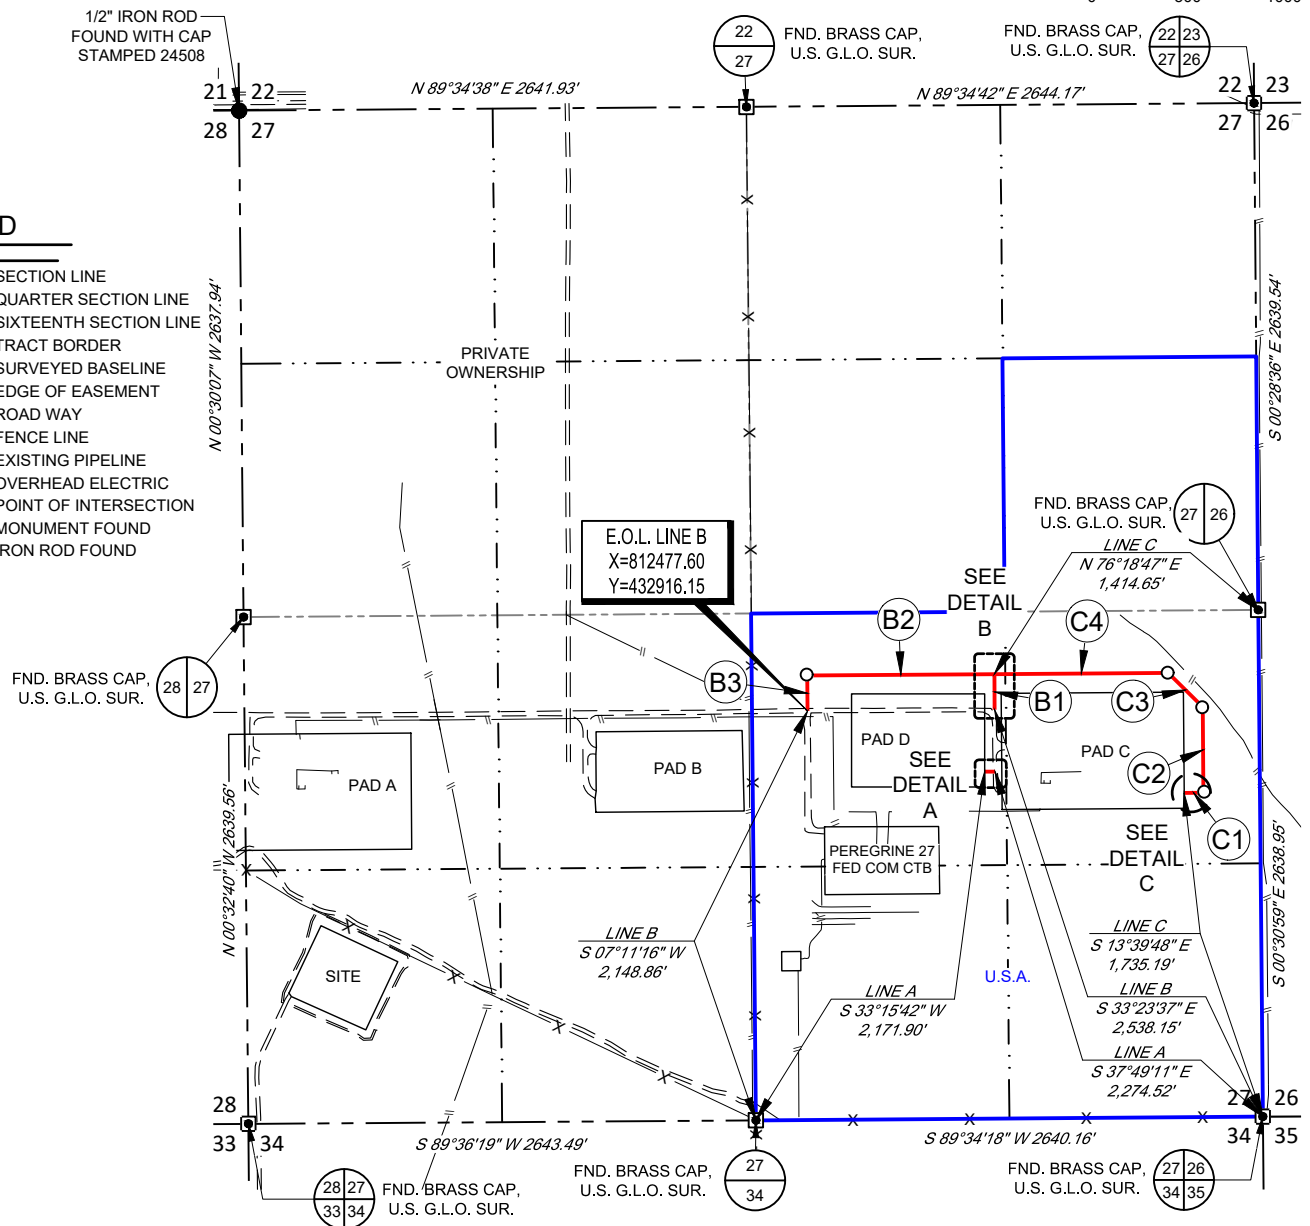 1/2" IRON ROD
FOUND WITH CAP
STAMPED 24508
22
27
FND. BRASS CAP,
U.S. G.L.O. SUR.
FND. BRASS CAP,
U.S. G.L.O. SUR.
22 23
27 26
21 22
28 27
N 89°34'38" E 2641.93'
N 89°34'42" E 2644.17'
22 23
27 26
D
SECTION LINE
QUARTER SECTION LINE
SIXTEENTH SECTION LINE
TRACT BORDER
SURVEYED BASELINE
EDGE OF EASEMENT
ROAD WAY
FENCE LINE
EXISTING PIPELINE
OVERHEAD ELECTRIC
POINT OF INTERSECTION
MONUMENT FOUND
IRON ROD FOUND
N 00°30'07" W 2637.94'
S 00°28'36" E 2639.54'
PRIVATE
OWNERSHIP
E.O.L. LINE B
X=812477.60
Y=432916.15
FND. BRASS CAP,
U.S. G.L.O. SUR.
27 26
LINE C
N 76°18'47" E
1,414.65'
SEE
DETAIL
B
B2
C4
FND. BRASS CAP,
U.S. G.L.O. SUR.
28 27
B3
B1
C3
PAD A
PAD B
PAD D
PAD C
C2
SEE
DETAIL
A
C1
SEE
DETAIL
C
PEREGRINE 27
FED COM CTB
N 00°32'40" W 2639.56'
S 00°30'59" E 2638.95'
LINE B
S 07°11'16" W
2,148.86'
LINE C
S 13°39'48" E
1,735.19'
SITE
U.S.A.
LINE A
S 33°15'42" W
2,171.90'
LINE B
S 33°23'37" E
2,538.15'
LINE A
S 37°49'11" E
2,274.52'
28
33 34
27 26
34 35
S 89°36'19" W 2643.49'
S 89°34'18" W 2640.16'
28 27
33 34
FND. BRASS CAP,
U.S. G.L.O. SUR.
FND. BRASS CAP,
U.S. G.L.O. SUR.
27
34
FND. BRASS CAP,
U.S. G.L.O. SUR.
27 26
34 35